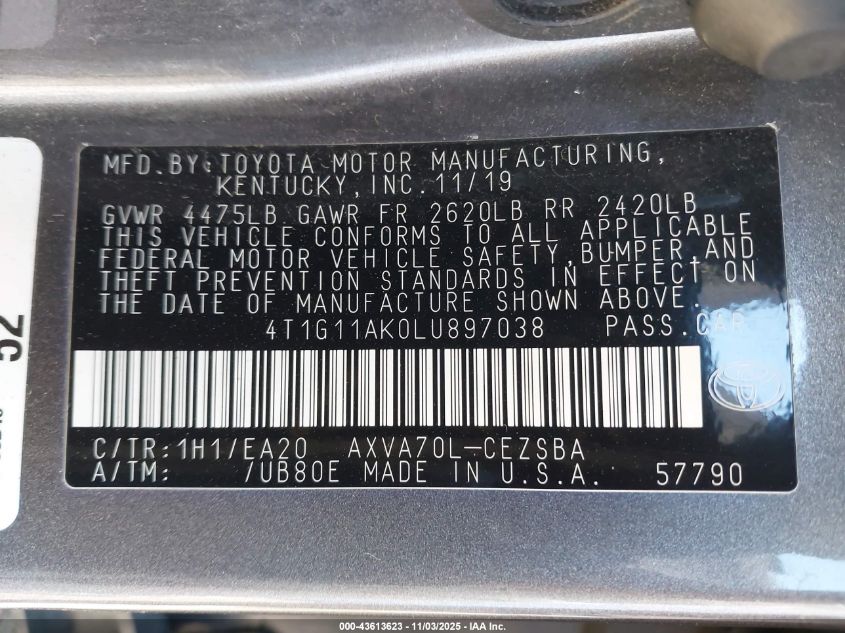 MFD.BY:TOYOTA MOTOR MANUFACTURING,
KENTUCKY,INC.11/19
GVWR 4475LB GAWR FR 2620LB RR 2420LB
THIS VEHICLE CONFORMS TO ALL APPLICABLE
FEDERAL MOTOR VEHICLE SAFETY,BUMPER,AND
THEFT PREVENTION STANDARDS IN EFFECT ON
THE DATE OF MANUFACTURE SHOWN ABOVE.
4T1G11AK0LU897038 PASS.CAR
C/TR:1H1/EA20 AXVA70L-CEZSBA
A/TM: /UB80E MADE IN U.S.A. 57790
52
000-43613623 - 11/03/2025 - IAA Inc.